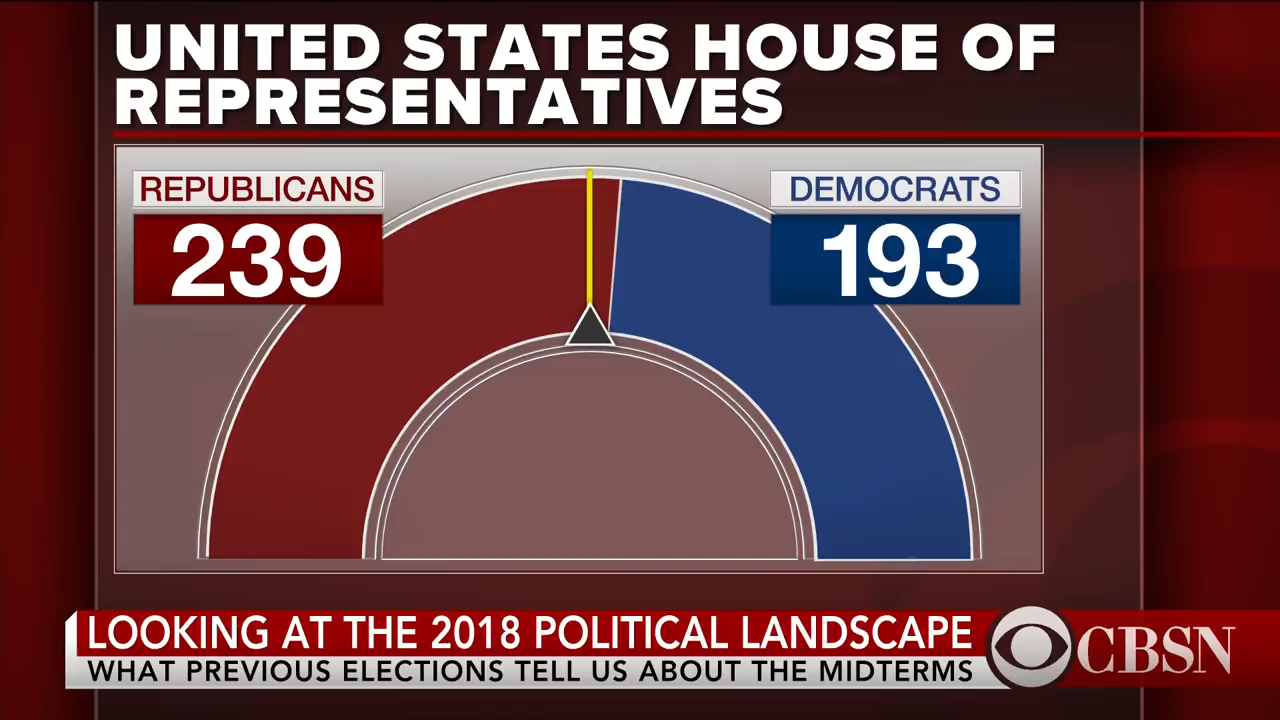 UNITED STATES HOUSE OF
REPRESENTATIVES
REPUBLICANS
239
DEMOCRATS
193
LOOKING AT THE 2018 POLITICAL LANDSCAPE
WHAT PREVIOUS ELECTIONS TELL US ABOUT THE MIDTERMS
CBSN